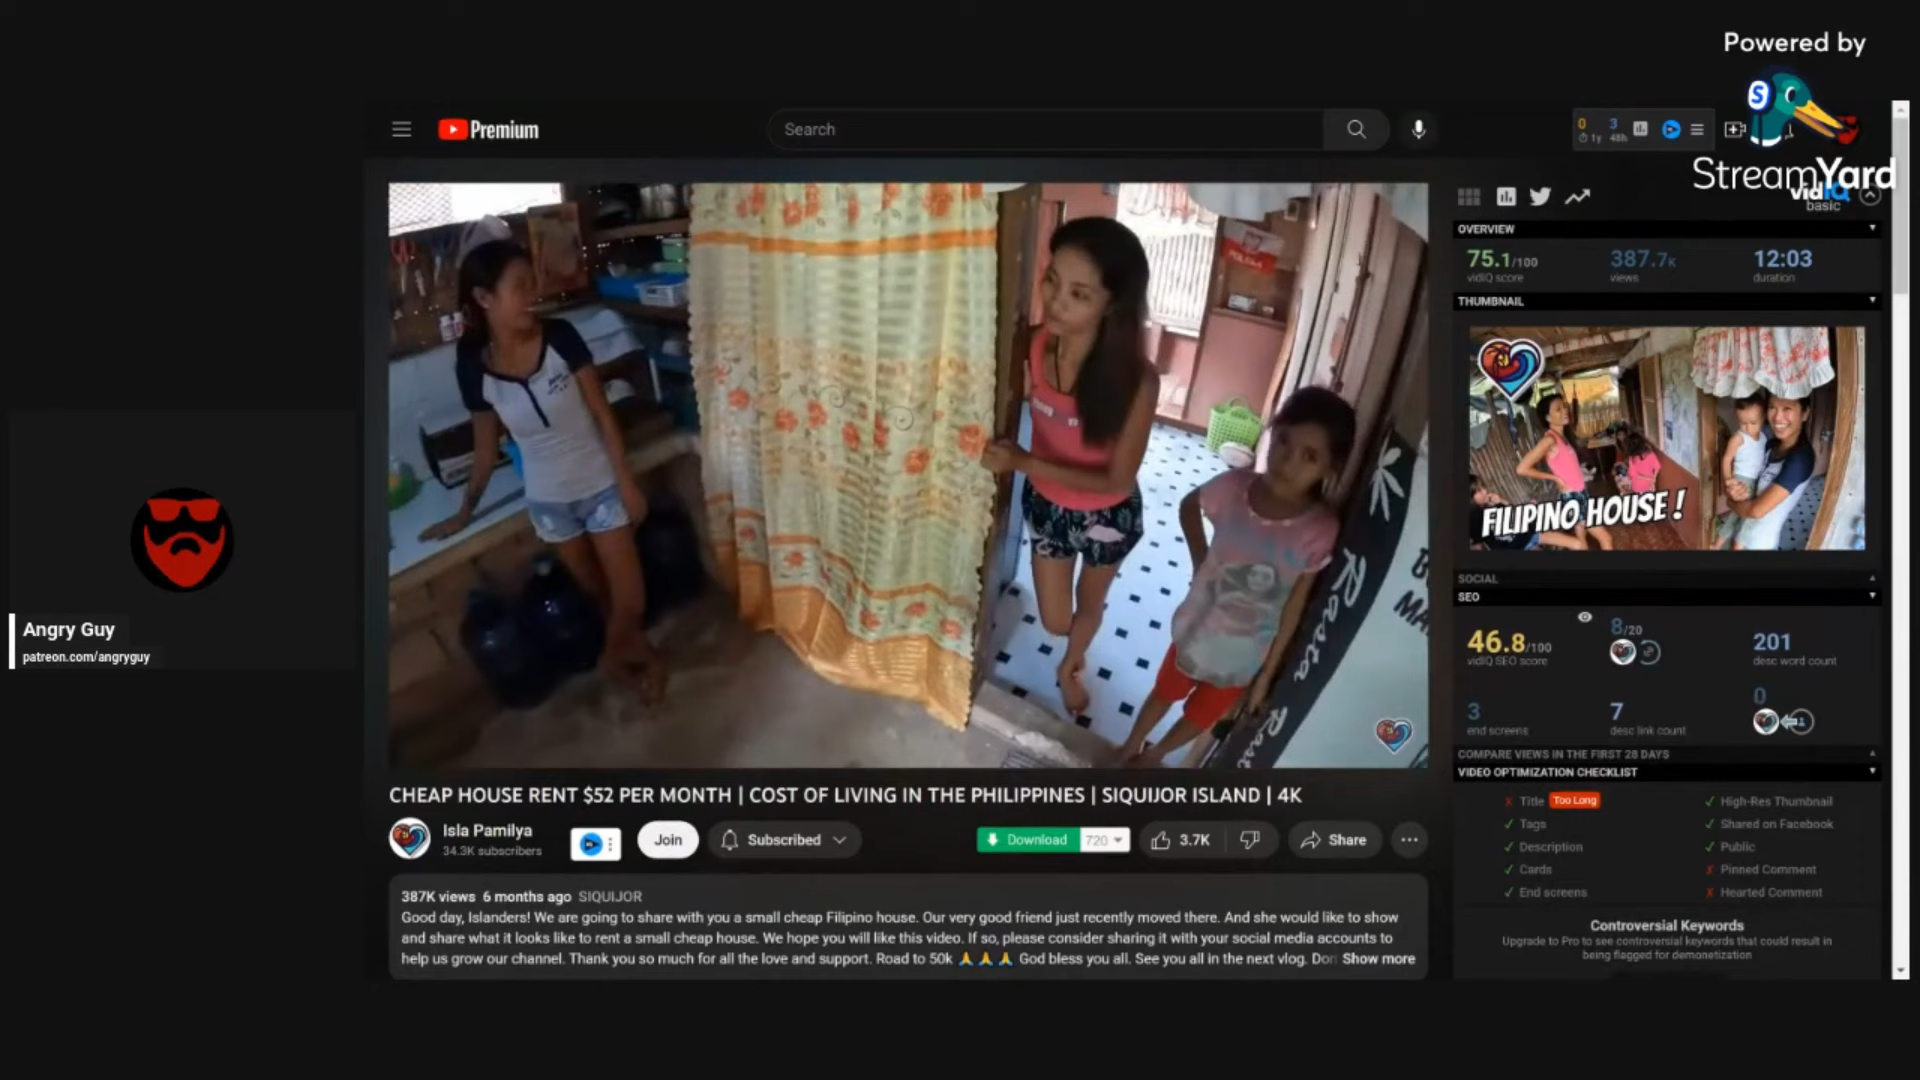 Powered by
StreamYard
Premium
Search
0 3
1y 48h
vidIQ
basic
OVERVIEW
75.1/100 387.7K 12:03
vidIQ score views duration
THUMBNAIL
FILIPINO HOUSE !
SOCIAL
SEO
46.8/100 8/20 201
vidIQ SEO score desc word count
3 7 0
end screens desc link count
COMPARE VIEWS IN THE FIRST 28 DAYS
VIDEO OPTIMIZATION CHECKLIST
Title Too Long High-Res Thumbnail
Tags Shared on Facebook
Description Public
Cards Pinned Comment
End screens Hearted Comment
Controversial Keywords
Upgrade to Pro to see controversial keywords that could result in
being flagged for demonetization
Rasta
Rasta
CHEAP HOUSE RENT $52 PER MONTH | COST OF LIVING IN THE PHILIPPINES | SIQUIJOR ISLAND | 4K
Isla Pamilya
34.3K subscribers
Join
Subscribed
Download 720
3.7K
Share
387K views 6 months ago SIQUIJOR
Good day, Islanders! We are going to share with you a small cheap Filipino house. Our very good friend just recently moved there. And she would like to show
and share what it looks like to rent a small cheap house. We hope you will like this video. If so, please consider sharing it with your social media accounts to
help us grow our channel. Thank you so much for all the love and support. Road to 50k 🙏 🙏 🙏 God bless you all. See you all in the next vlog. Don Show more
Angry Guy
patreon.com/angryguy